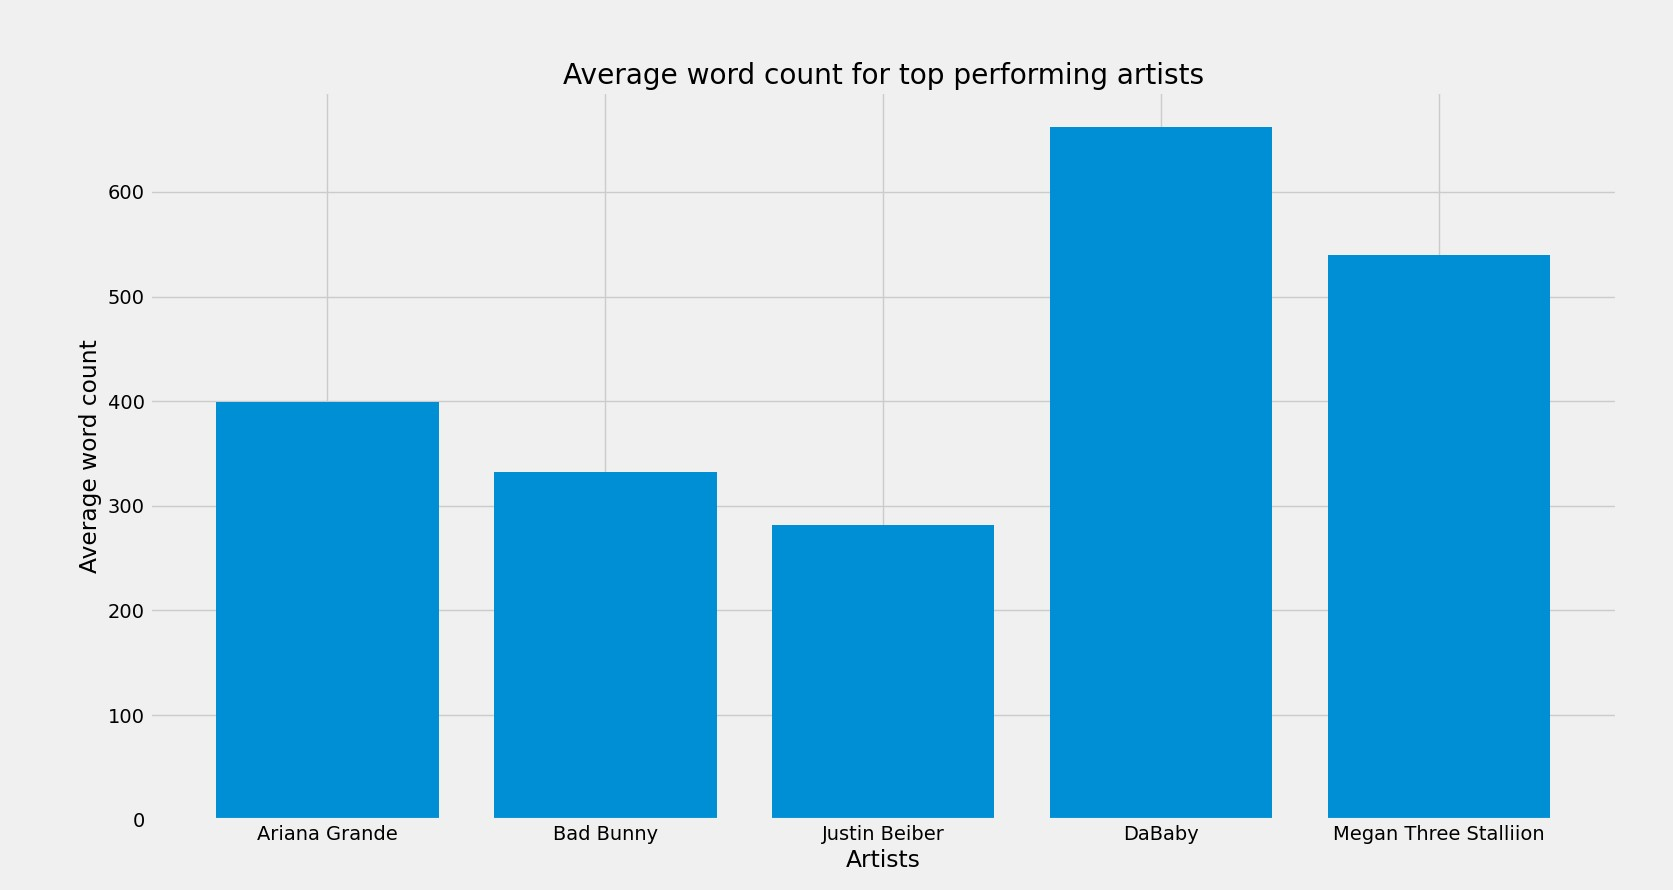 Average word count for top performing artists
Average word count
600
500
400
300
200
100
0
Ariana Grande
Bad Bunny
Justin Beiber
DaBaby
Megan Three Stalliion
Artists